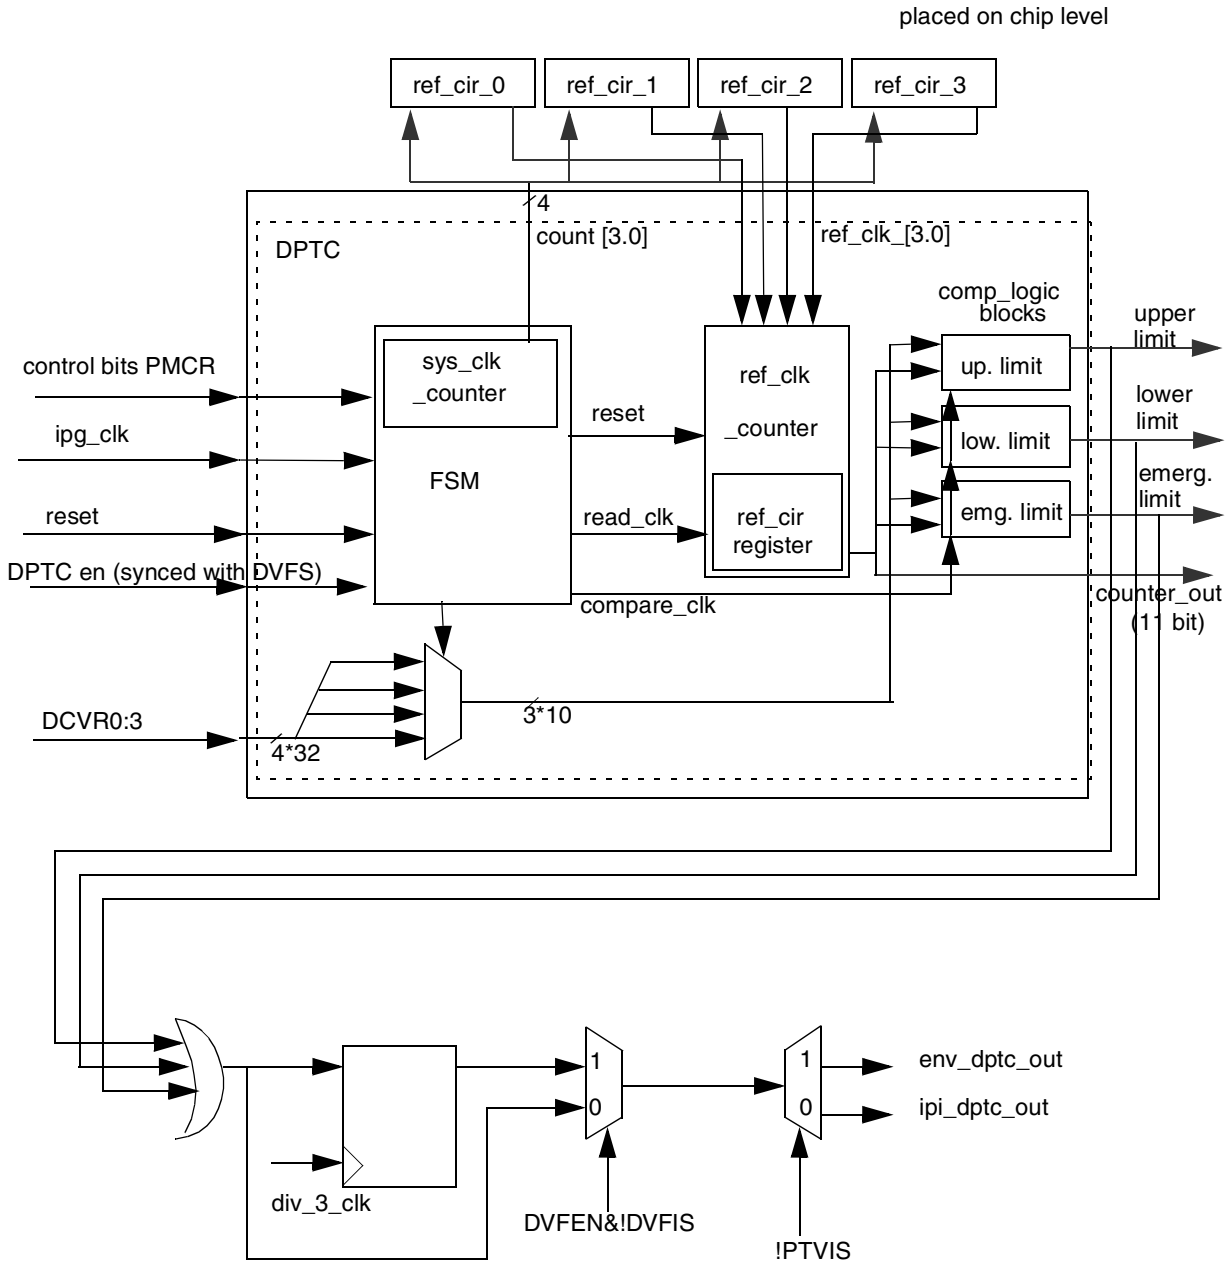 placed on chip level
ref_cir_0
ref_cir_1
ref_cir_2
ref_cir_3
4
count [3.0]
ref_clk_[3.0]
DPTC
comp_logic
blocks
upper
limit
control bits PMCR
sys_clk
_counter
ref_clk
_counter
up. limit
lower
limit
ipg_clk
reset
low. limit
FSM
emerg.
limit
reset
read_clk
ref_cir
register
emg. limit
DPTC en (synced with DVFS)
compare_clk
counter_out
(11 bit)
DCVR0:3
4*32
3*10
1
0
1
0
env_dptc_out
ipi_dptc_out
div_3_clk
DVFEN&!DVFIS
!PTVIS